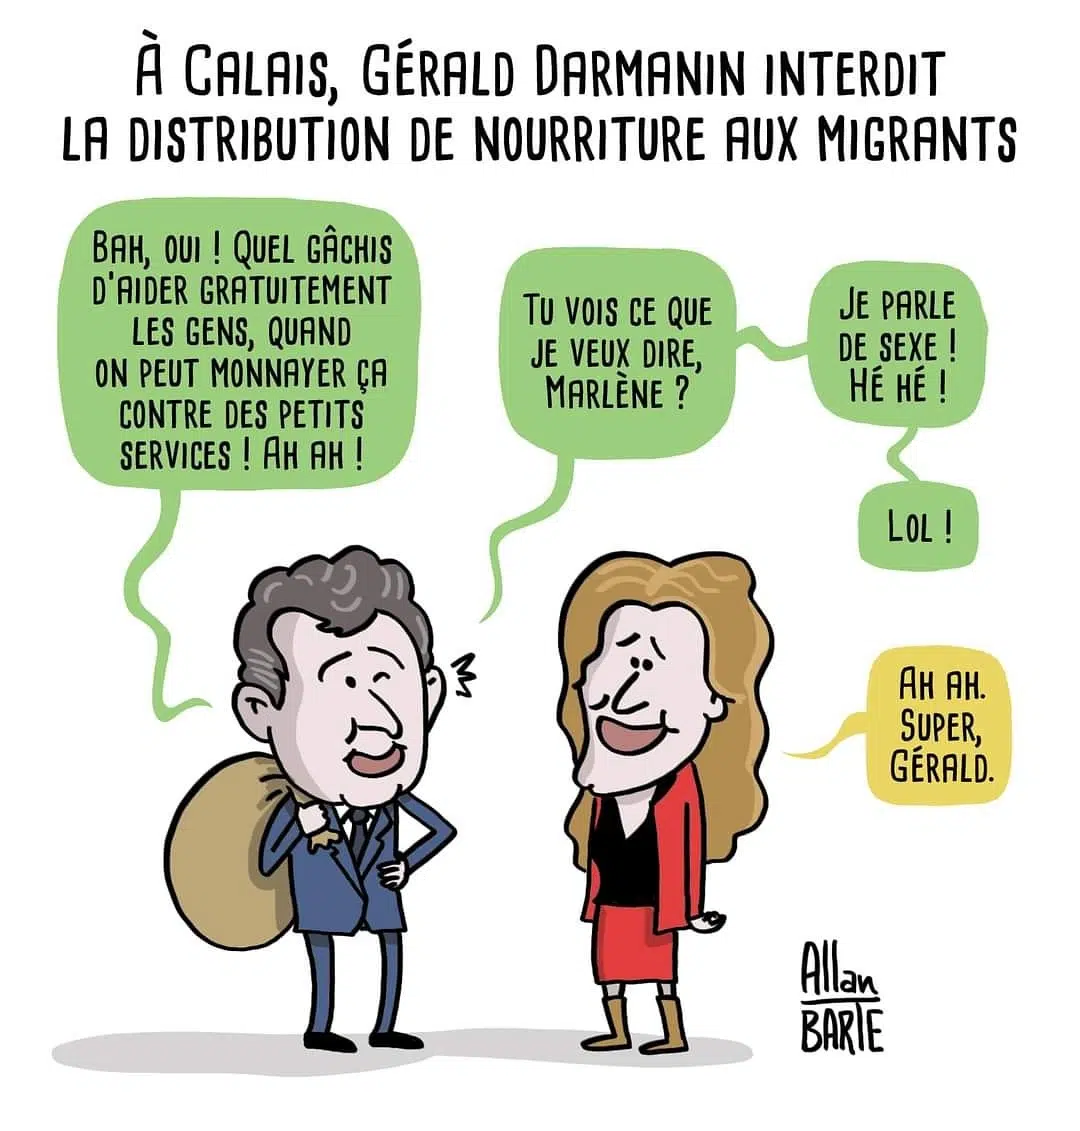 À CALAIS, GÉRALD DARMANIN INTERDIT
LA DISTRIBUTION DE NOURRITURE AUX MIGRANTS
BAH, OUI ! QUEL GÂCHIS
D'AIDER GRATUITEMENT
LES GENS, QUAND
ON PEUT MONNAYER ÇA
CONTRE DES PETITS
SERVICES ! AH AH !
TU VOIS CE QUE
JE VEUX DIRE,
MARLÈNE ?
JE PARLE
DE SEXE !
HÉ HÉ !
LOL !
AH AH.
SUPER,
GÉRALD.
Allan
BARTE